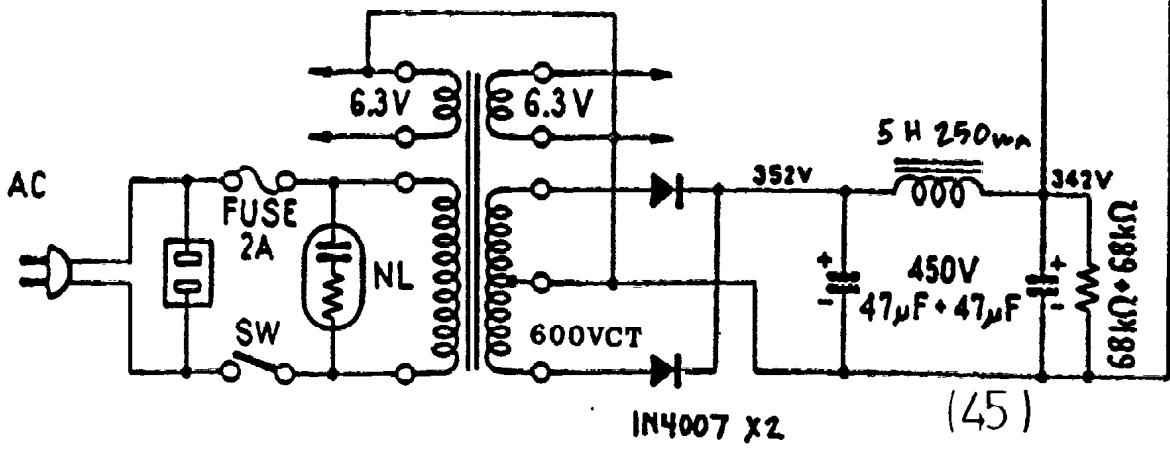 6.3V
6.3V
5 H 250mA
AC
352V
342V
FUSE
2A
NL
+
450V
+
-
47μF + 47μF
-
68kΩ + 68kΩ
SW
600VCT
1N4007 X2
(45)